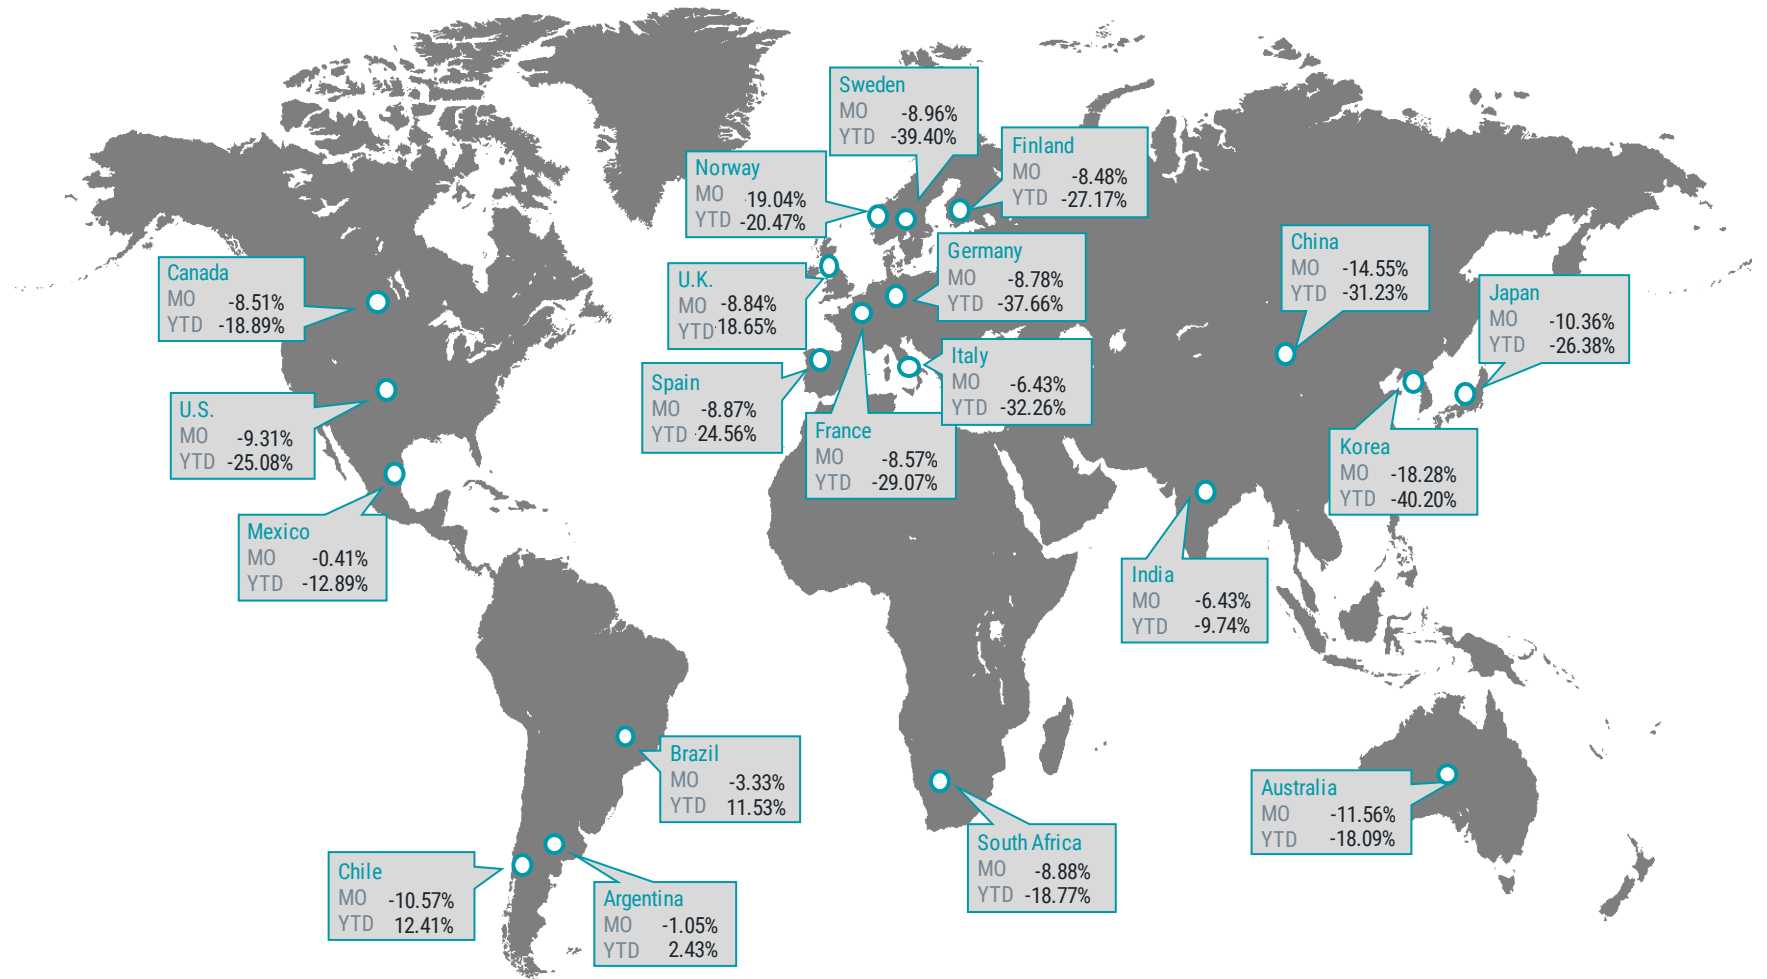 Sweden
MO -8.96%
YTD -39.40%
Finland
MO -8.48%
YTD -27.17%
Norway
MO -19.04%
YTD -20.47%
Germany
MO -8.78%
YTD -37.66%
China
MO -14.55%
YTD -31.23%
Canada
MO -8.51%
YTD -18.89%
U.K.
MO -8.84%
YTD -18.65%
Japan
MO -10.36%
YTD -26.38%
Italy
MO -6.43%
YTD -32.26%
Spain
MO -8.87%
YTD -24.56%
U.S.
MO -9.31%
YTD -25.08%
France
MO -8.57%
YTD -29.07%
Korea
MO -18.28%
YTD -40.20%
Mexico
MO -0.41%
YTD -12.89%
India
MO -6.43%
YTD -9.74%
Brazil
MO -3.33%
YTD 11.53%
Australia
MO -11.56%
YTD -18.09%
South Africa
MO -8.88%
YTD -18.77%
Chile
MO -10.57%
YTD 12.41%
Argentina
MO -1.05%
YTD 2.43%